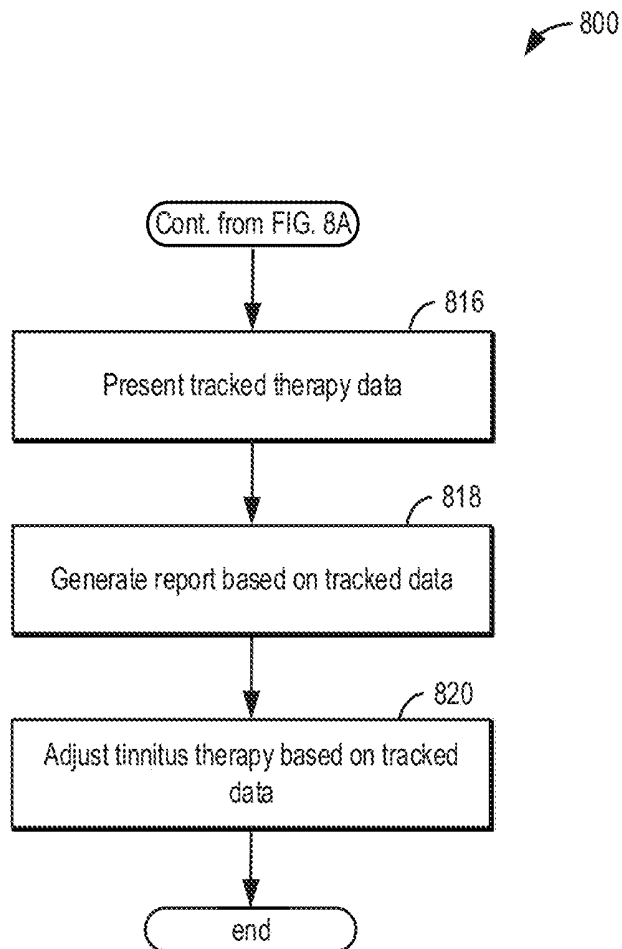 800
Cont. from FIG. 8A
816
Present tracked therapy data
818
Generate report based on tracked data
820
Adjust tinnitus therapy based on tracked
data
end